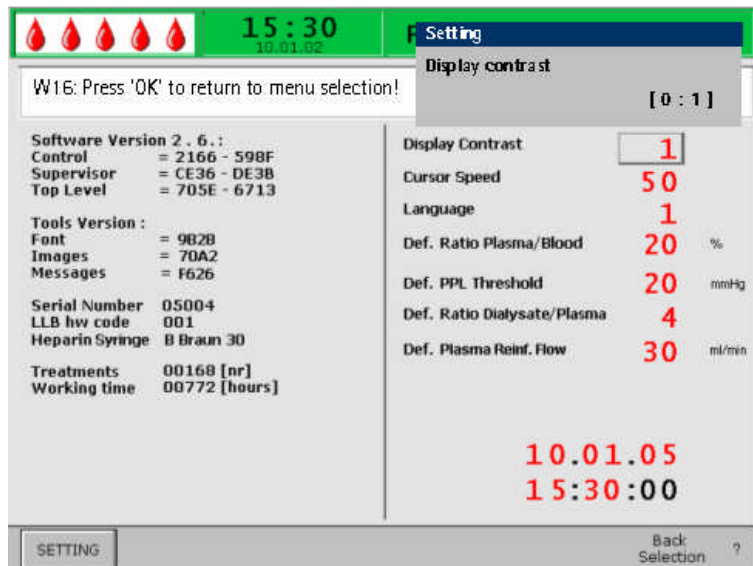 15:30
10.01.02
Setting
Display contrast
[0:1]
W16: Press 'OK' to return to menu selection!
Software Version 2 . 6 . :
Control = 2166 - 598F
Supervisor = CE36 - DE3B
Top Level = 705E - 6713
Tools Version :
Font = 9B2B
Images = 70A2
Messages = F626
Serial Number 05004
LLB hw code 001
Heparin Syringe B Braun 30
Treatments 00168 [nr]
Working time 00772 [hours]
Display Contrast 1
Cursor Speed 50
Language 1
Def. Ratio Plasma/Blood 20 %
Def. PPL Threshold 20 mmHg
Def. Ratio Dialysate/Plasma 4
Def. Plasma Reinf. Flow 30 ml/min
10.01.05
15:30:00
SETTING
Back
Selection ?